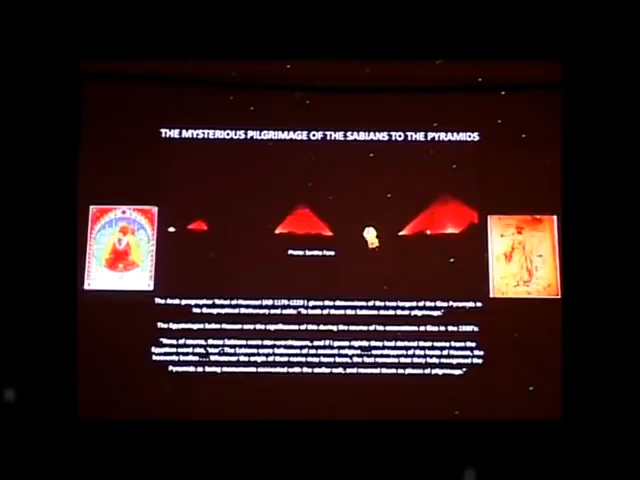 THE MYSTERIOUS PILGRIMAGE OF THE SABIANS TO THE PYRAMIDS
Photo: Sandro
The Arab geographer Yakut el-Hamawi (AD 1179-1229) gives the dimensions of the two largest of the Giza Pyramids in
his Geographical Dictionary and adds: "To both of them the Sabians made their pilgrimage."
The Egyptologist Selim Hassan saw the significance of this during the course of his excavations at Giza in the 1930's
of course, these Sabians were star-worshippers, and if I guess rightly they had derived their name from the
Egyptian word The Sabians were followers of an ancient religion.... worshippers of the hosts of Heaven, the
heavenly bodies.... Whatever the origin of their name may have been, the fact remains that they fully recognised the
Pyramids as being monuments connected with the stellar cult, and revered them as places of pilgrimage."